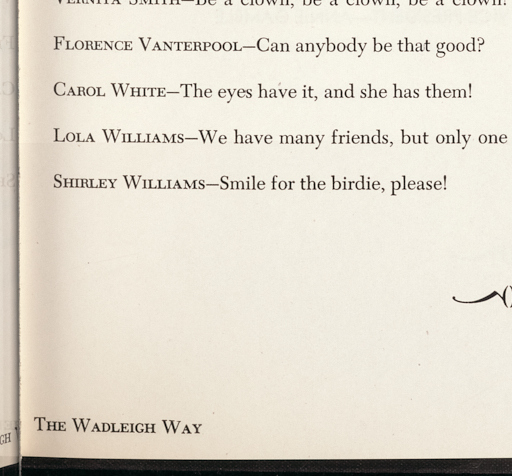 Vernita Smith—Be a clown, be a clown, be a clown!
Florence Vanterpool—Can anybody be that good?
Carol White—The eyes have it, and she has them!
Lola Williams—We have many friends, but only one
Shirley Williams—Smile for the birdie, please!
The Wadleigh Way